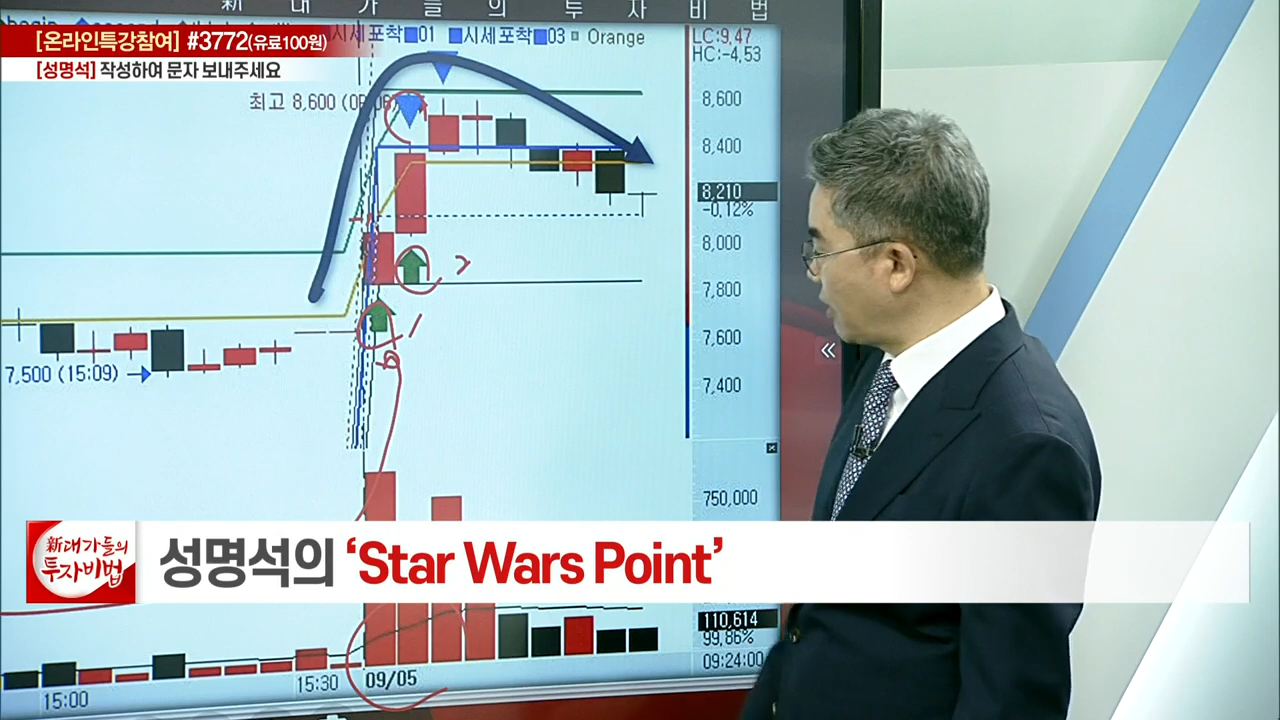 新 대 가 들 의 투 자 비 법
[온라인특강참여] #3772(유료100원)
[성명석] 작성하여 문자 보내주세요
시세포착 01 시세포착 03 Orange
LC:9,47
HC:-4,53
최고 8,600
8,600
8,400
8,210
-0,12%
8,000
7,800
7,600
7,400
7,500 (15:09)
1
2
750,000
新대가들의
투자비법
성명석의 ‘Star Wars Point’
110,614
99,86%
09:24:00
15:00
15:30
09/05